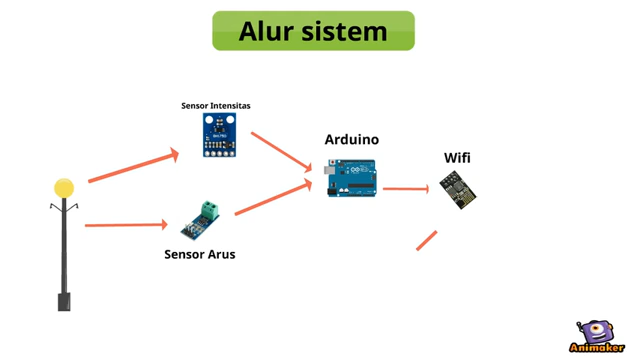 Alur sistem
Sensor Intensitas
Arduino
Wifi
Sensor Arus
Animaker